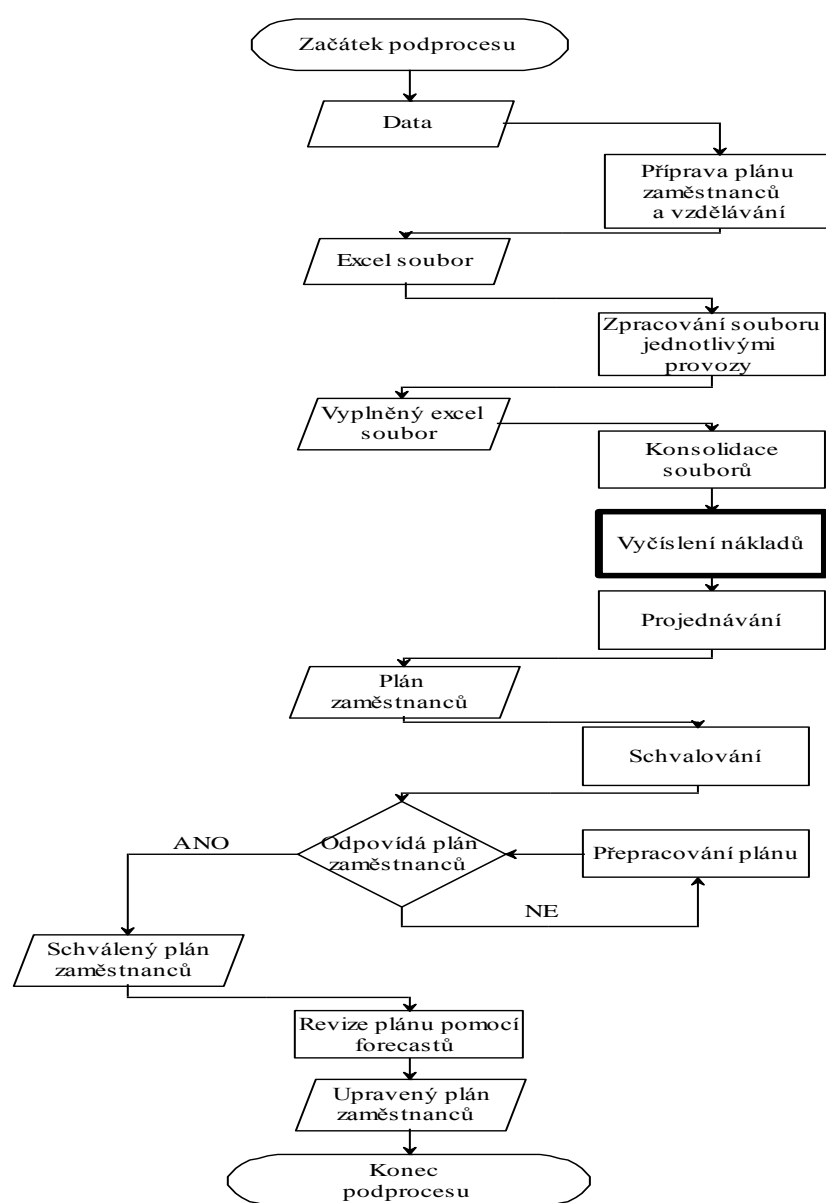 Začátek podprocesu
Data
Příprava plánu
zaměstnanců
a vzdělávání
Excel soubor
Zpracování souboru
jednotlivými
provozy
Vyplněný excel
soubor
Konsolidace
souborů
Vyčíslení nákladů
Projednávání
Plán
zaměstnanců
Schvalování
Odpovídá plán
zaměstnanců
ANO
Přepracování plánu
NE
Schválený plán
zaměstnanců
Revize plánu pomocí
forecastů
Upravený plán
zaměstnanců
Konec
podprocesu